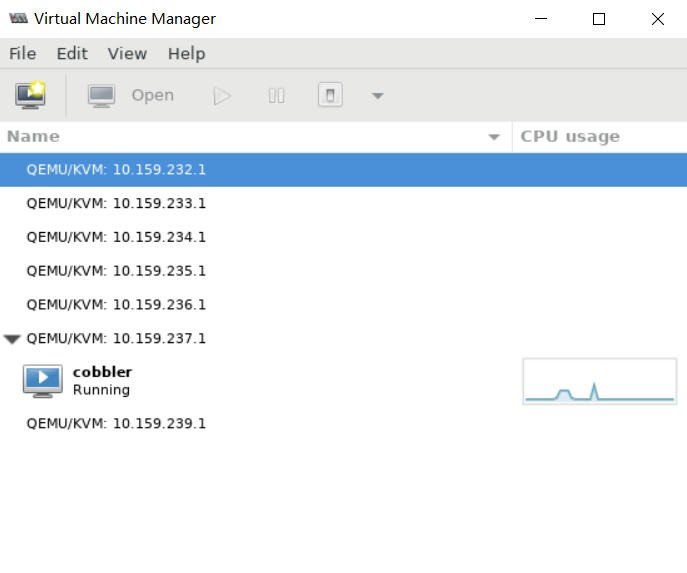 Virtual Machine Manager
File Edit View Help
Open
Name CPU usage
QEMU/KVM: 10.159.232.1
QEMU/KVM: 10.159.233.1
QEMU/KVM: 10.159.234.1
QEMU/KVM: 10.159.235.1
QEMU/KVM: 10.159.236.1
QEMU/KVM: 10.159.237.1
cobbler
Running
QEMU/KVM: 10.159.239.1